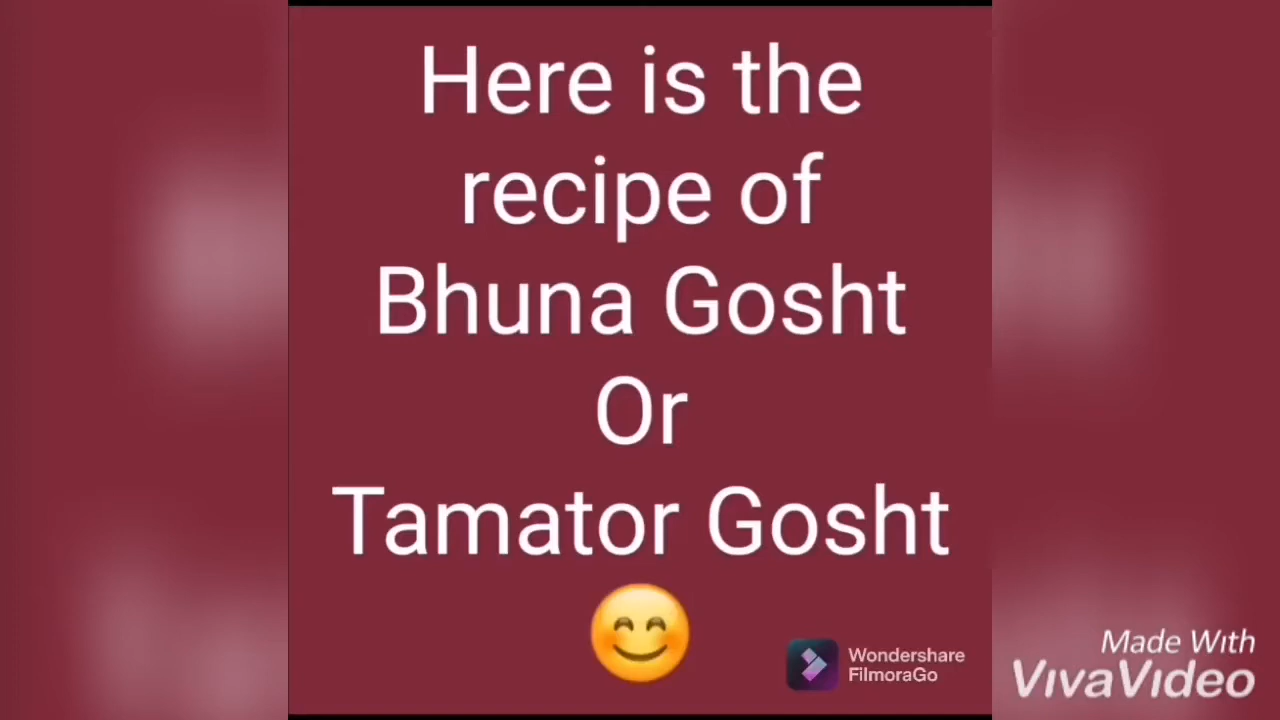 Here is the
recipe of
Bhuna Gosht
Or
Tamator Gosht
😊
Wondershare
FilmoraGo
Made With
VivaVideo